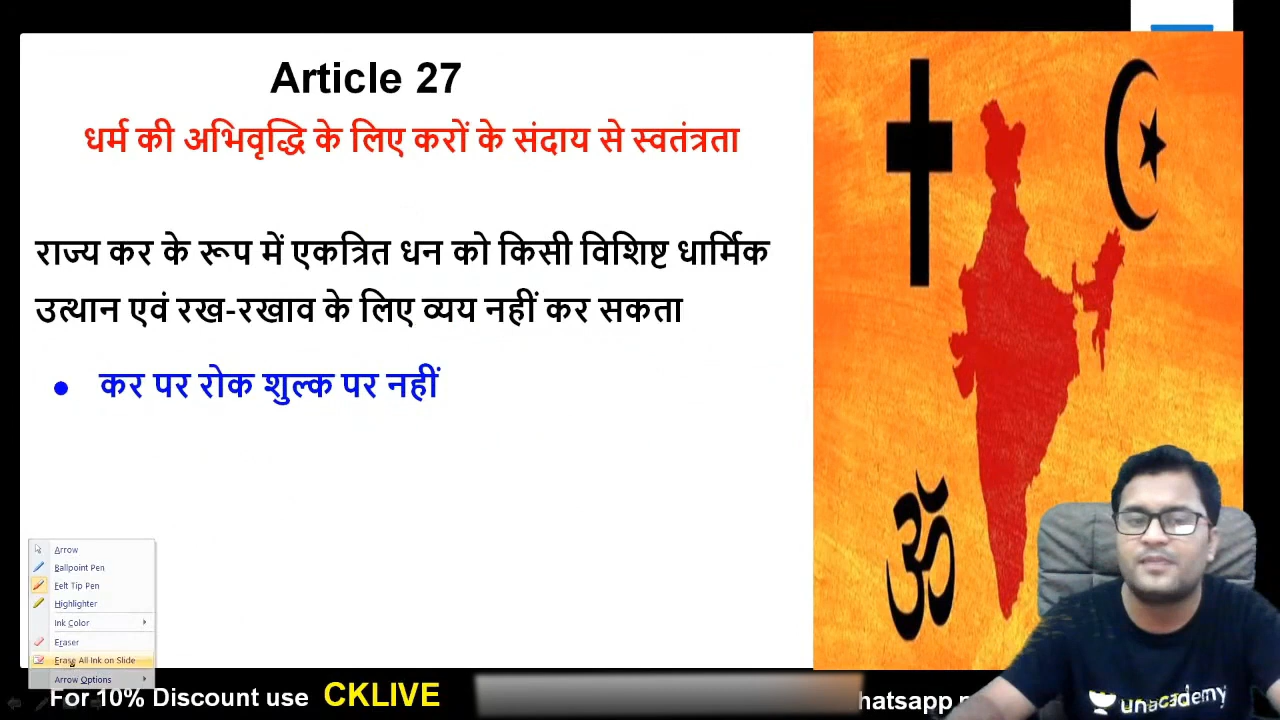 Article 27
धर्म की अभिवृद्धि के लिए करों के संदाय से स्वतंत्रता
राज्य कर के रूप में एकत्रित धन को किसी विशिष्ट धार्मिक
उत्थान एवं रख-रखाव के लिए व्यय नहीं कर सकता
• कर पर रोक शुल्क पर नहीं
ॐ
Arrow
Ballpoint Pen
Felt Tip Pen
Highlighter
Ink Color
Eraser
Erase All Ink on Slide
Arrow Options
For 10% Discount use CKLIVE
unacademy